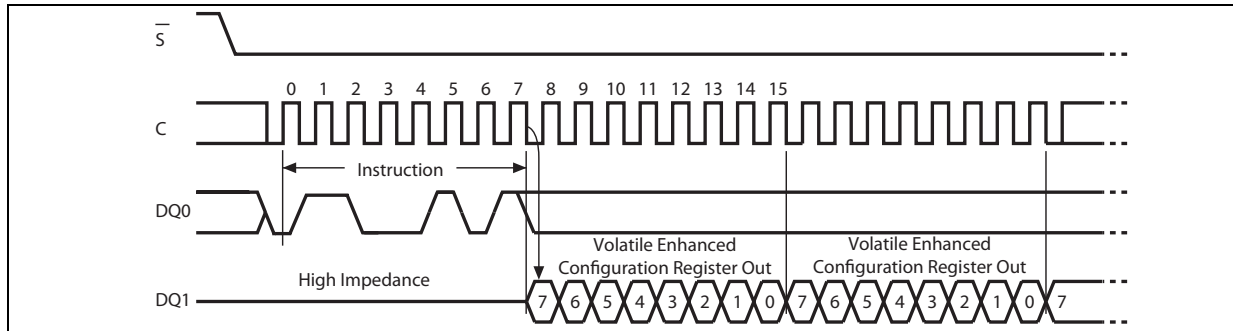 S
0 1 2 3 4 5 6 7 8 9 10 11 12 13 14 15
C
Instruction
DQ0
Volatile Enhanced
Configuration Register Out
Volatile Enhanced
Configuration Register Out
High Impedance
DQ1
7 6 5 4 3 2 1 0 7 6 5 4 3 2 1 0 7